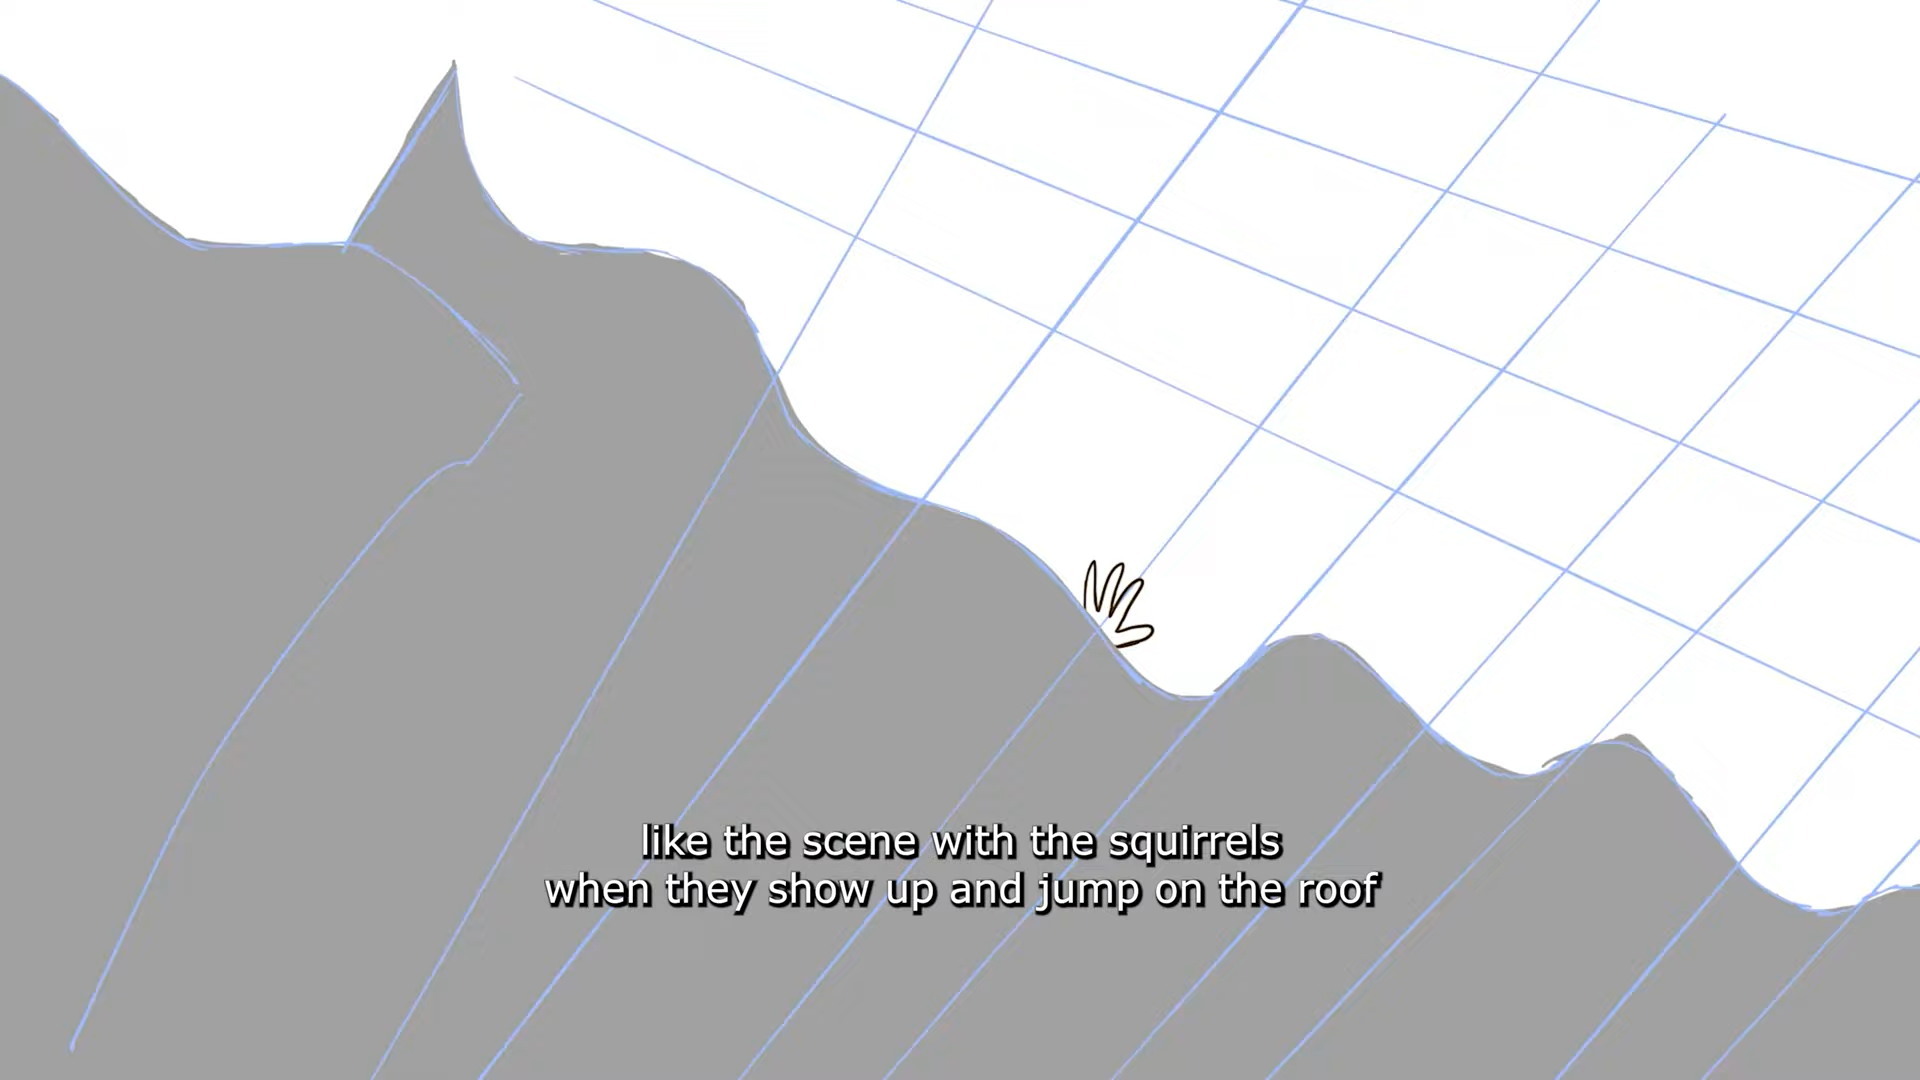 like the scene with the squirrels
when they show up and jump on the roof